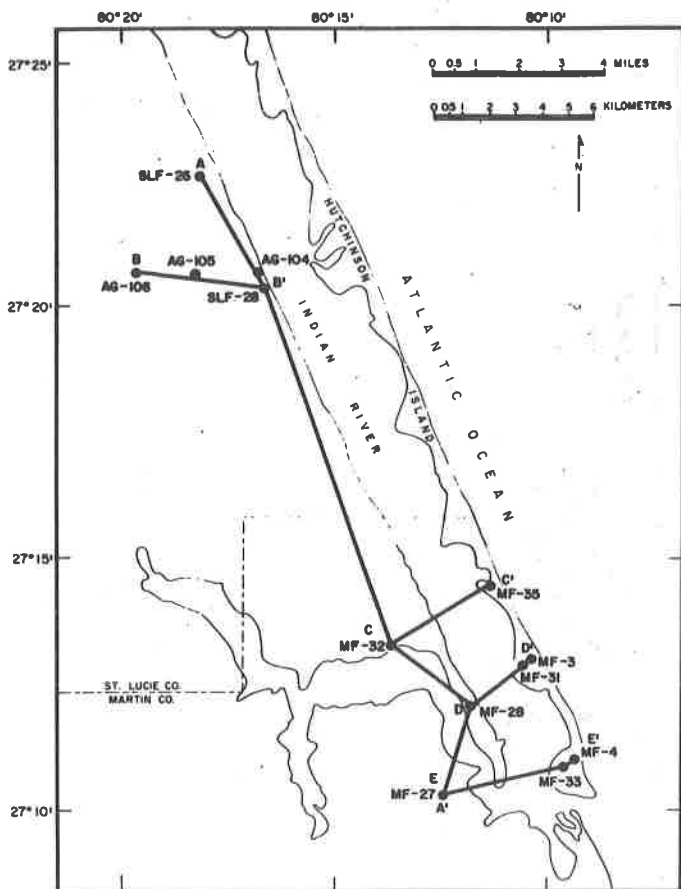 80°20' 80°15' 80°10'
27°25'
0 0.5 1 2 3 4 MILES
0 0.5 1 2 3 4 5 6 KILOMETERS
N
A
SLF-26
HUTCHINSON
ISLAND
ATLANTIC OCEAN
B
AG-106
AG-105
AG-104
B'
SLF-28
27°20'
INDIAN
RIVER
27°15'
C'
MF-35
C
MF-32
D'
MF-3
MF-31
ST. LUCIE CO.
MARTIN CO.
D
MF-28
E'
MF-4
MF-33
E
MF-27
A'
27°10'